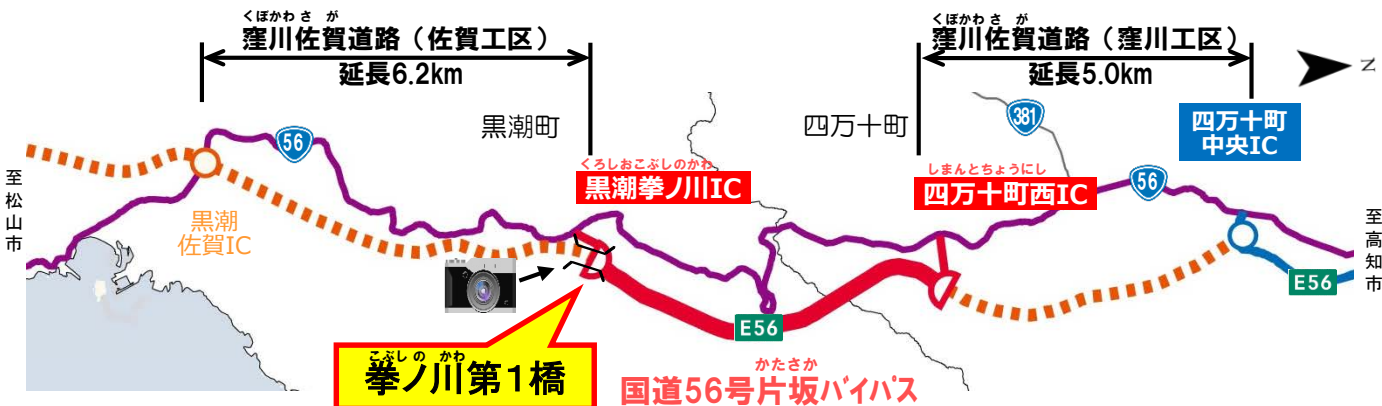 くぼかわ さ が
窪川佐賀道路（佐賀工区）
延長6.2km
くぼかわ さ が
窪川佐賀道路（窪川工区）
延長5.0km
N
黒潮町
四万十町
381
四万十町
中央IC
56
くろしおこぶしのかわ
黒潮拳ノ川IC
しまんとちょうにし
四万十町西IC
56
至松山市
黒潮
佐賀IC
至高知市
E56
E56
こぶしの かわ
拳ノ川第1橋
かたさか
国道56号片坂バイパス